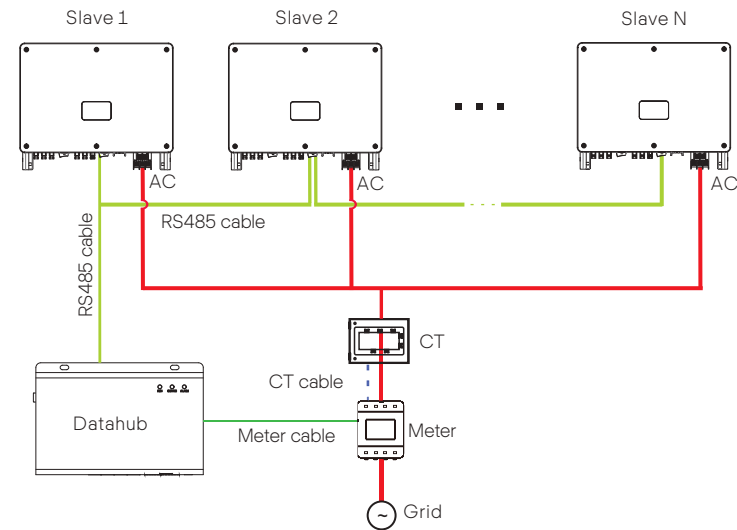 Slave 1
Slave 2
Slave N
AC
AC
AC
RS485 cable
RS485 cable
CT
CT cable
Datahub
Meter cable
Meter
~
Grid